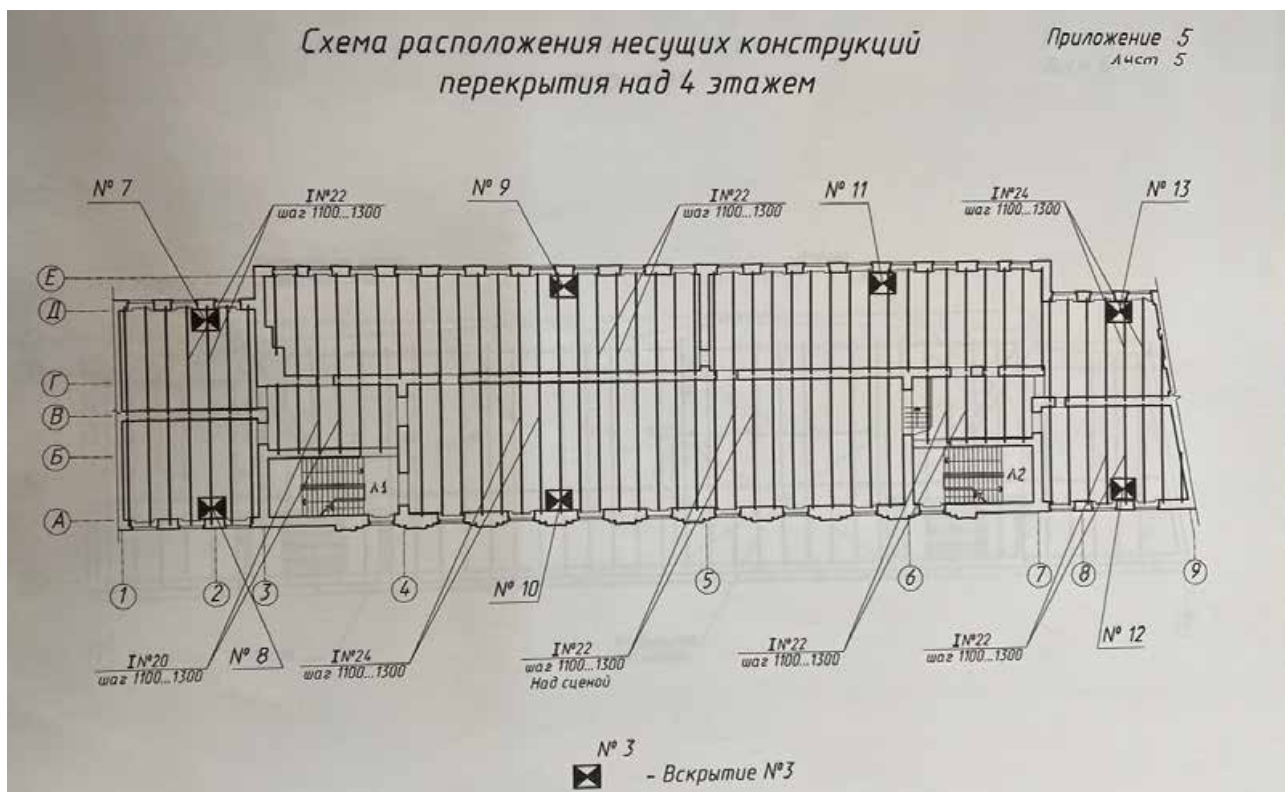 Схема расположения несущих конструкций
перекрытия над 4 этажем
Приложение 5
Лист 5
№ 7
I№22
шаг 1100...1300
№ 9
I№22
шаг 1100...1300
№ 11
I№24
шаг 1100...1300
№ 13
Е
Д
Г
В
Б
А
Л1
Л2
1
2
3
4
5
6
7
8
9
№ 10
I№20
шаг 1100...1300
№ 8
I№24
шаг 1100...1300
I№22
шаг 1100...1300
Над сценой
I№22
шаг 1100...1300
I№22
шаг 1100...1300
№ 12
№ 3
- Вскрытие №3